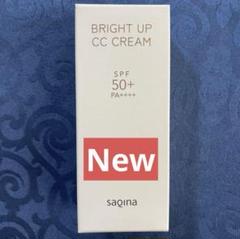 BRIGHT UP
CC CREAM
SPF
50+
PA++++
New
saqina